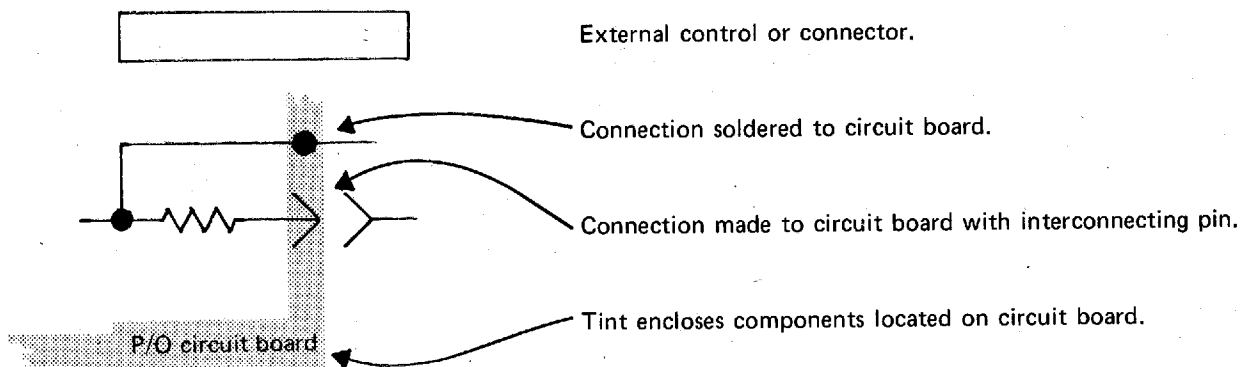 External control or connector.
Connection soldered to circuit board.
Connection made to circuit board with interconnecting pin.
Tint encloses components located on circuit board.
P/O circuit board